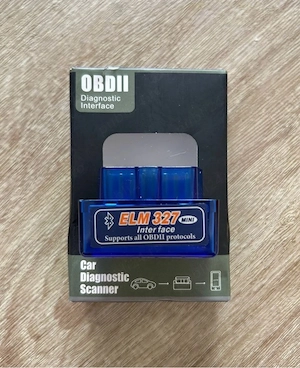 OBDII
Diagnostic
Interface
ELM 327 MINI
Interface
Supports all OBDII protocols
Car
Diagnostic
Scanner